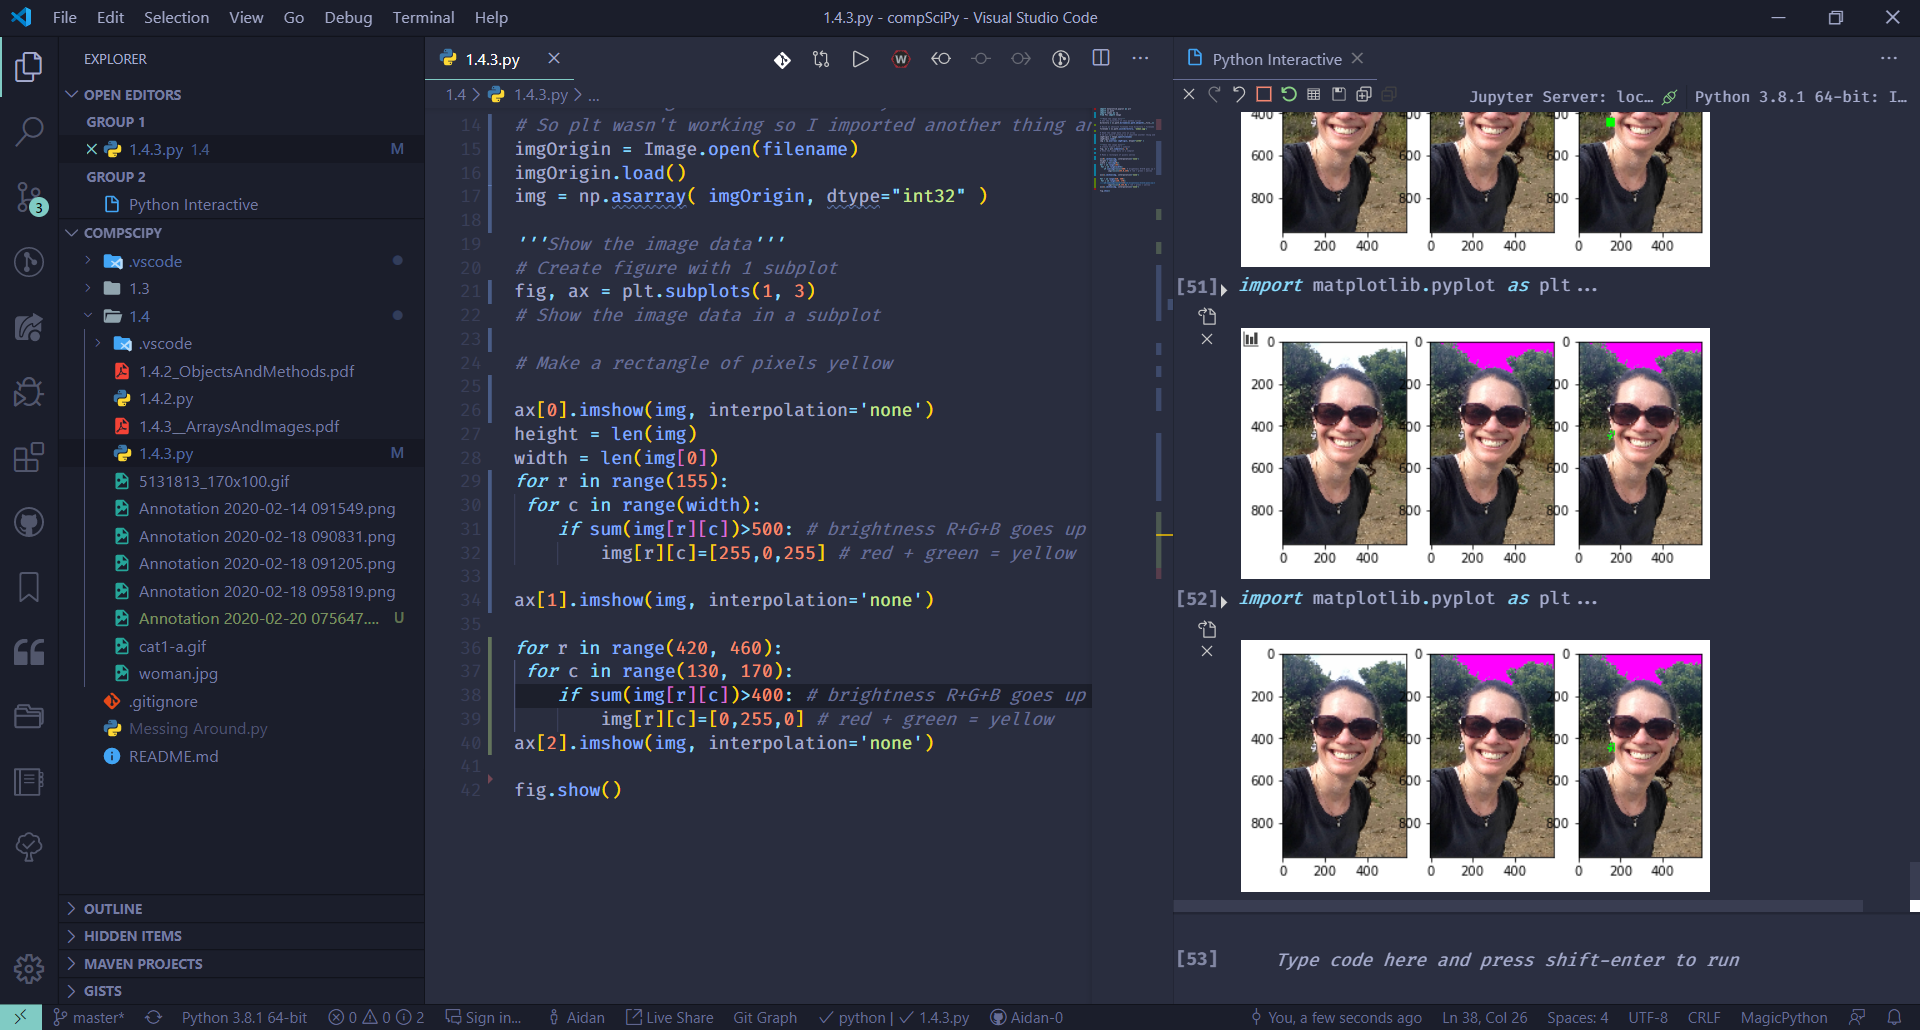 File Edit Selection View Go Debug Terminal Help
1.4.3.py - compSciPy - Visual Studio Code
EXPLORER
OPEN EDITORS
GROUP 1
1.4.3.py 1.4 M
GROUP 2
Python Interactive
COMPSCIPY
.vscode
1.3
1.4
.vscode
1.4.2_ObjectsAndMethods.pdf
1.4.2.py
1.4.3__ArraysAndImages.pdf
1.4.3.py M
5131813_170x100.gif
Annotation 2020-02-14 091549.png
Annotation 2020-02-18 090831.png
Annotation 2020-02-18 091205.png
Annotation 2020-02-18 095819.png
Annotation 2020-02-20 075647.... U
cat1-a.gif
woman.jpg
.gitignore
Messing Around.py
README.md
OUTLINE
HIDDEN ITEMS
MAVEN PROJECTS
GISTS
3
1.4.3.py
1.4 > 1.4.3.py > ...
14 # So plt wasn't working so I imported another thing
15 imgOrigin = Image.open(filename)
16 imgOrigin.load()
17 img = np.asarray( imgOrigin, dtype="int32" )
18
19 '''Show the image data'''
20 # Create figure with 1 subplot
21 fig, ax = plt.subplots(1, 3)
22 # Show the image data in a subplot
23
24 # Make a rectangle of pixels yellow
25
26 ax[0].imshow(img, interpolation='none')
27 height = len(img)
28 width = len(img[0])
29 for r in range(155):
30 for c in range(width):
31 if sum(img[r][c])>500: # brightness R+G+B goes up
32 img[r][c]=[255,0,255] # red + green = yellow
33
34 ax[1].imshow(img, interpolation='none')
35
36 for r in range(420, 460):
37 for c in range(130, 170):
38 if sum(img[r][c])>400: # brightness R+G+B goes up
39 img[r][c]=[0,255,0] # red + green = yellow
40 ax[2].imshow(img, interpolation='none')
41
42 fig.show()
Python Interactive
Jupyter Server: loc... Python 3.8.1 64-bit: I...
400 400 400
600 600 600
800 800 800
0 200 400 0 200 400 0 200 400
[51] import matplotlib.pyplot as plt...
0 0 0
200 200 200
400 400 400
600 600 600
800 800 800
0 200 400 0 200 400 0 200 400
[52] import matplotlib.pyplot as plt...
0 0 0
200 200 200
400 400 400
600 600 600
800 800 800
0 200 400 0 200 400 0 200 400
[53] Type code here and press shift-enter to run
master* Python 3.8.1 64-bit 0 0 2 Sign in... Aidan Live Share Git Graph python | 1.4.3.py Aidan-0 You, a few seconds ago Ln 38, Col 26 Spaces: 4 UTF-8 CRLF MagicPython